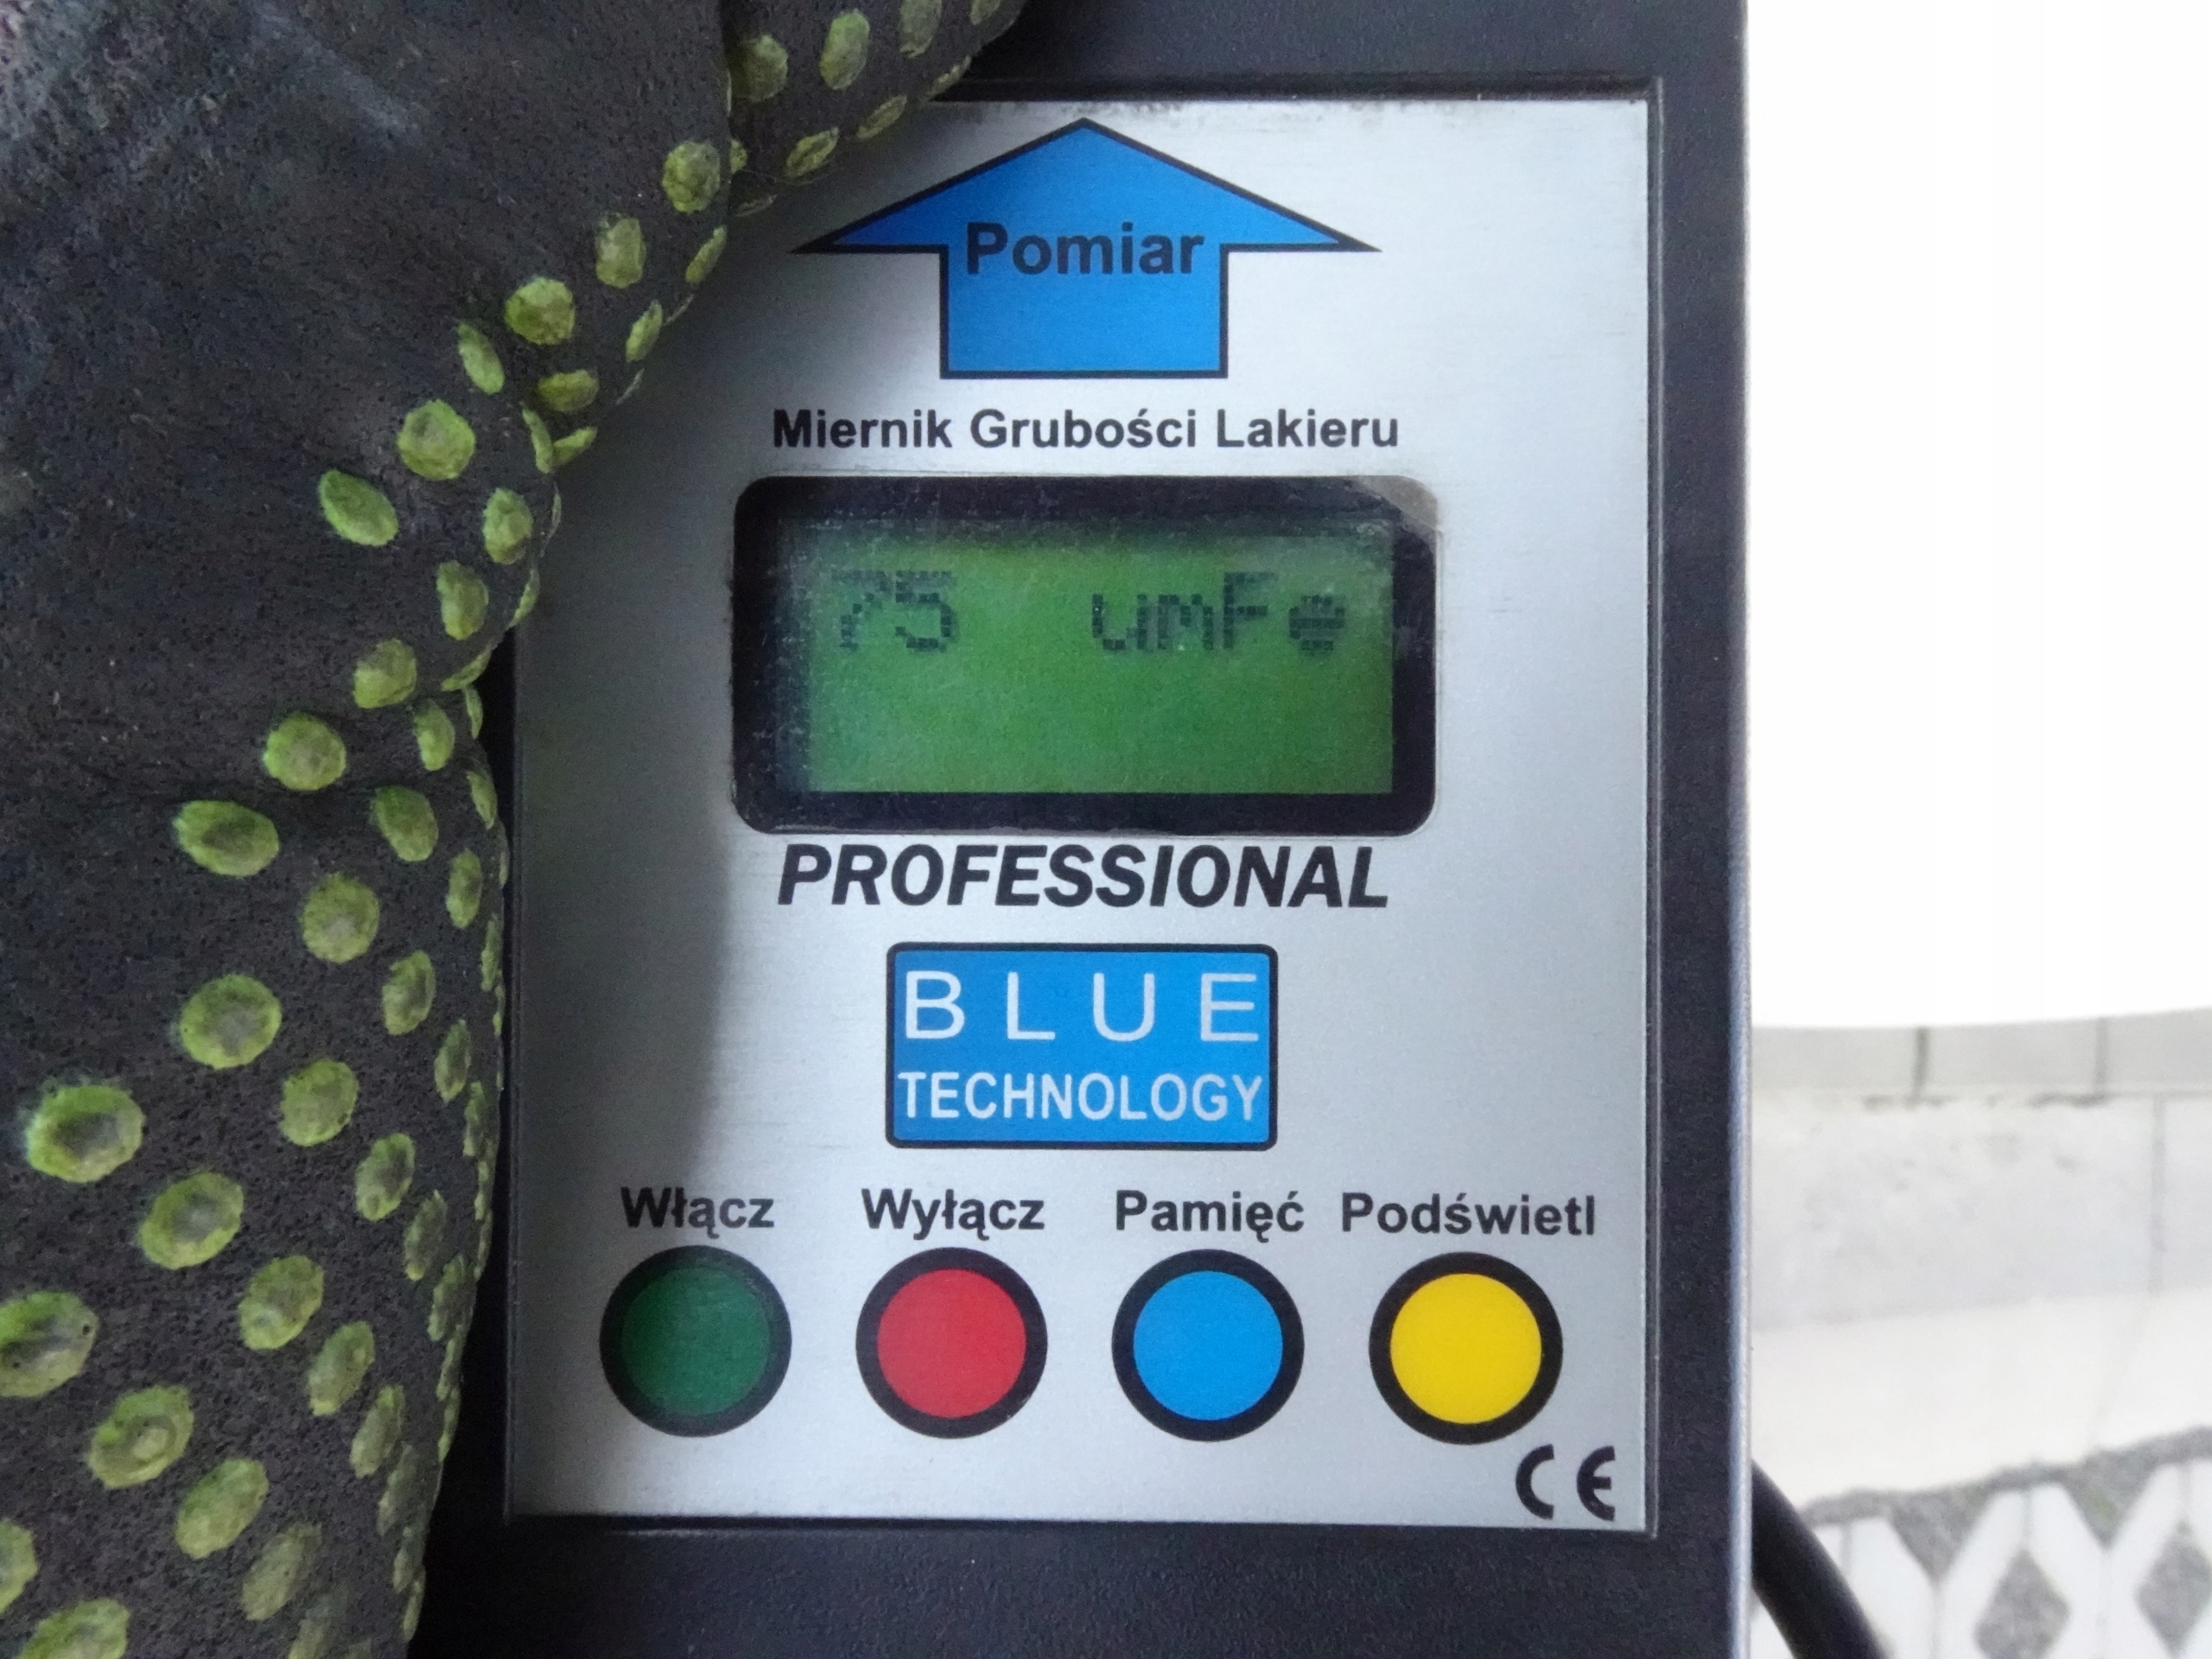 Pomiar
Miernik Grubości Lakieru
75 umFe
PROFESSIONAL
BLUE
TECHNOLOGY
Włącz Wyłącz Pamięć Podświetl
CE